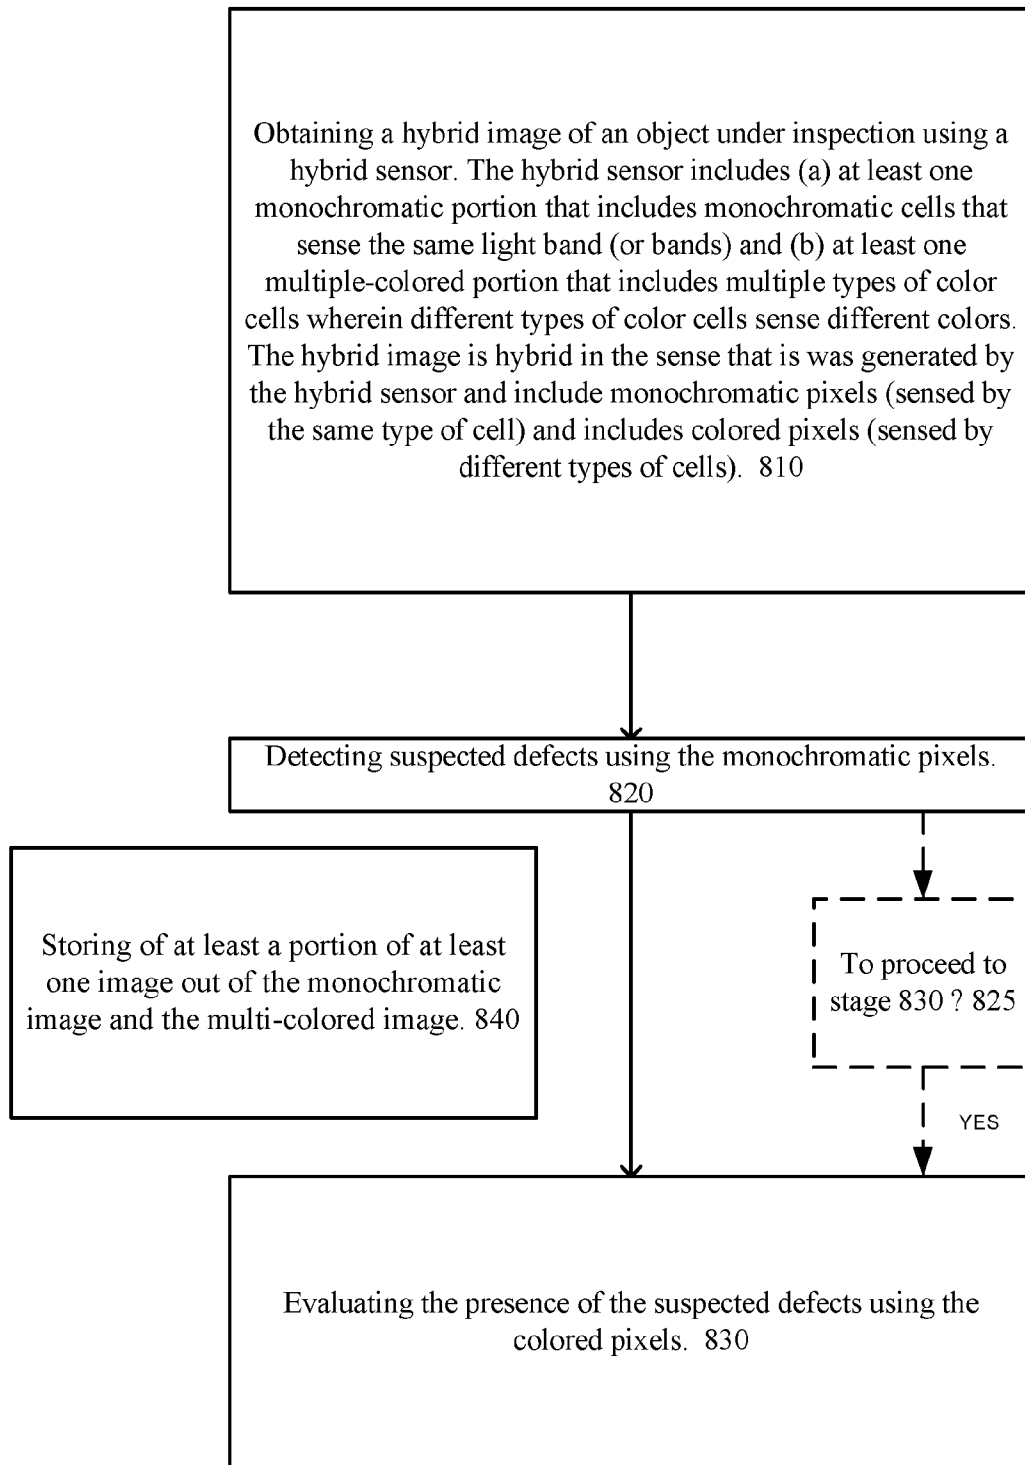 Obtaining a hybrid image of an object under inspection using a
hybrid sensor. The hybrid sensor includes (a) at least one
monochromatic portion that includes monochromatic cells that
sense the same light band (or bands) and (b) at least one
multiple-colored portion that includes multiple types of color
cells wherein different types of color cells sense different colors.
The hybrid image is hybrid in the sense that is was generated by
the hybrid sensor and include monochromatic pixels (sensed by
the same type of cell) and includes colored pixels (sensed by
different types of cells).  810
Detecting suspected defects using the monochromatic pixels.
820
Storing of at least a portion of at least
one image out of the monochromatic
image and the multi-colored image. 840
To proceed to
stage 830 ? 825
YES
Evaluating the presence of the suspected defects using the
colored pixels.  830